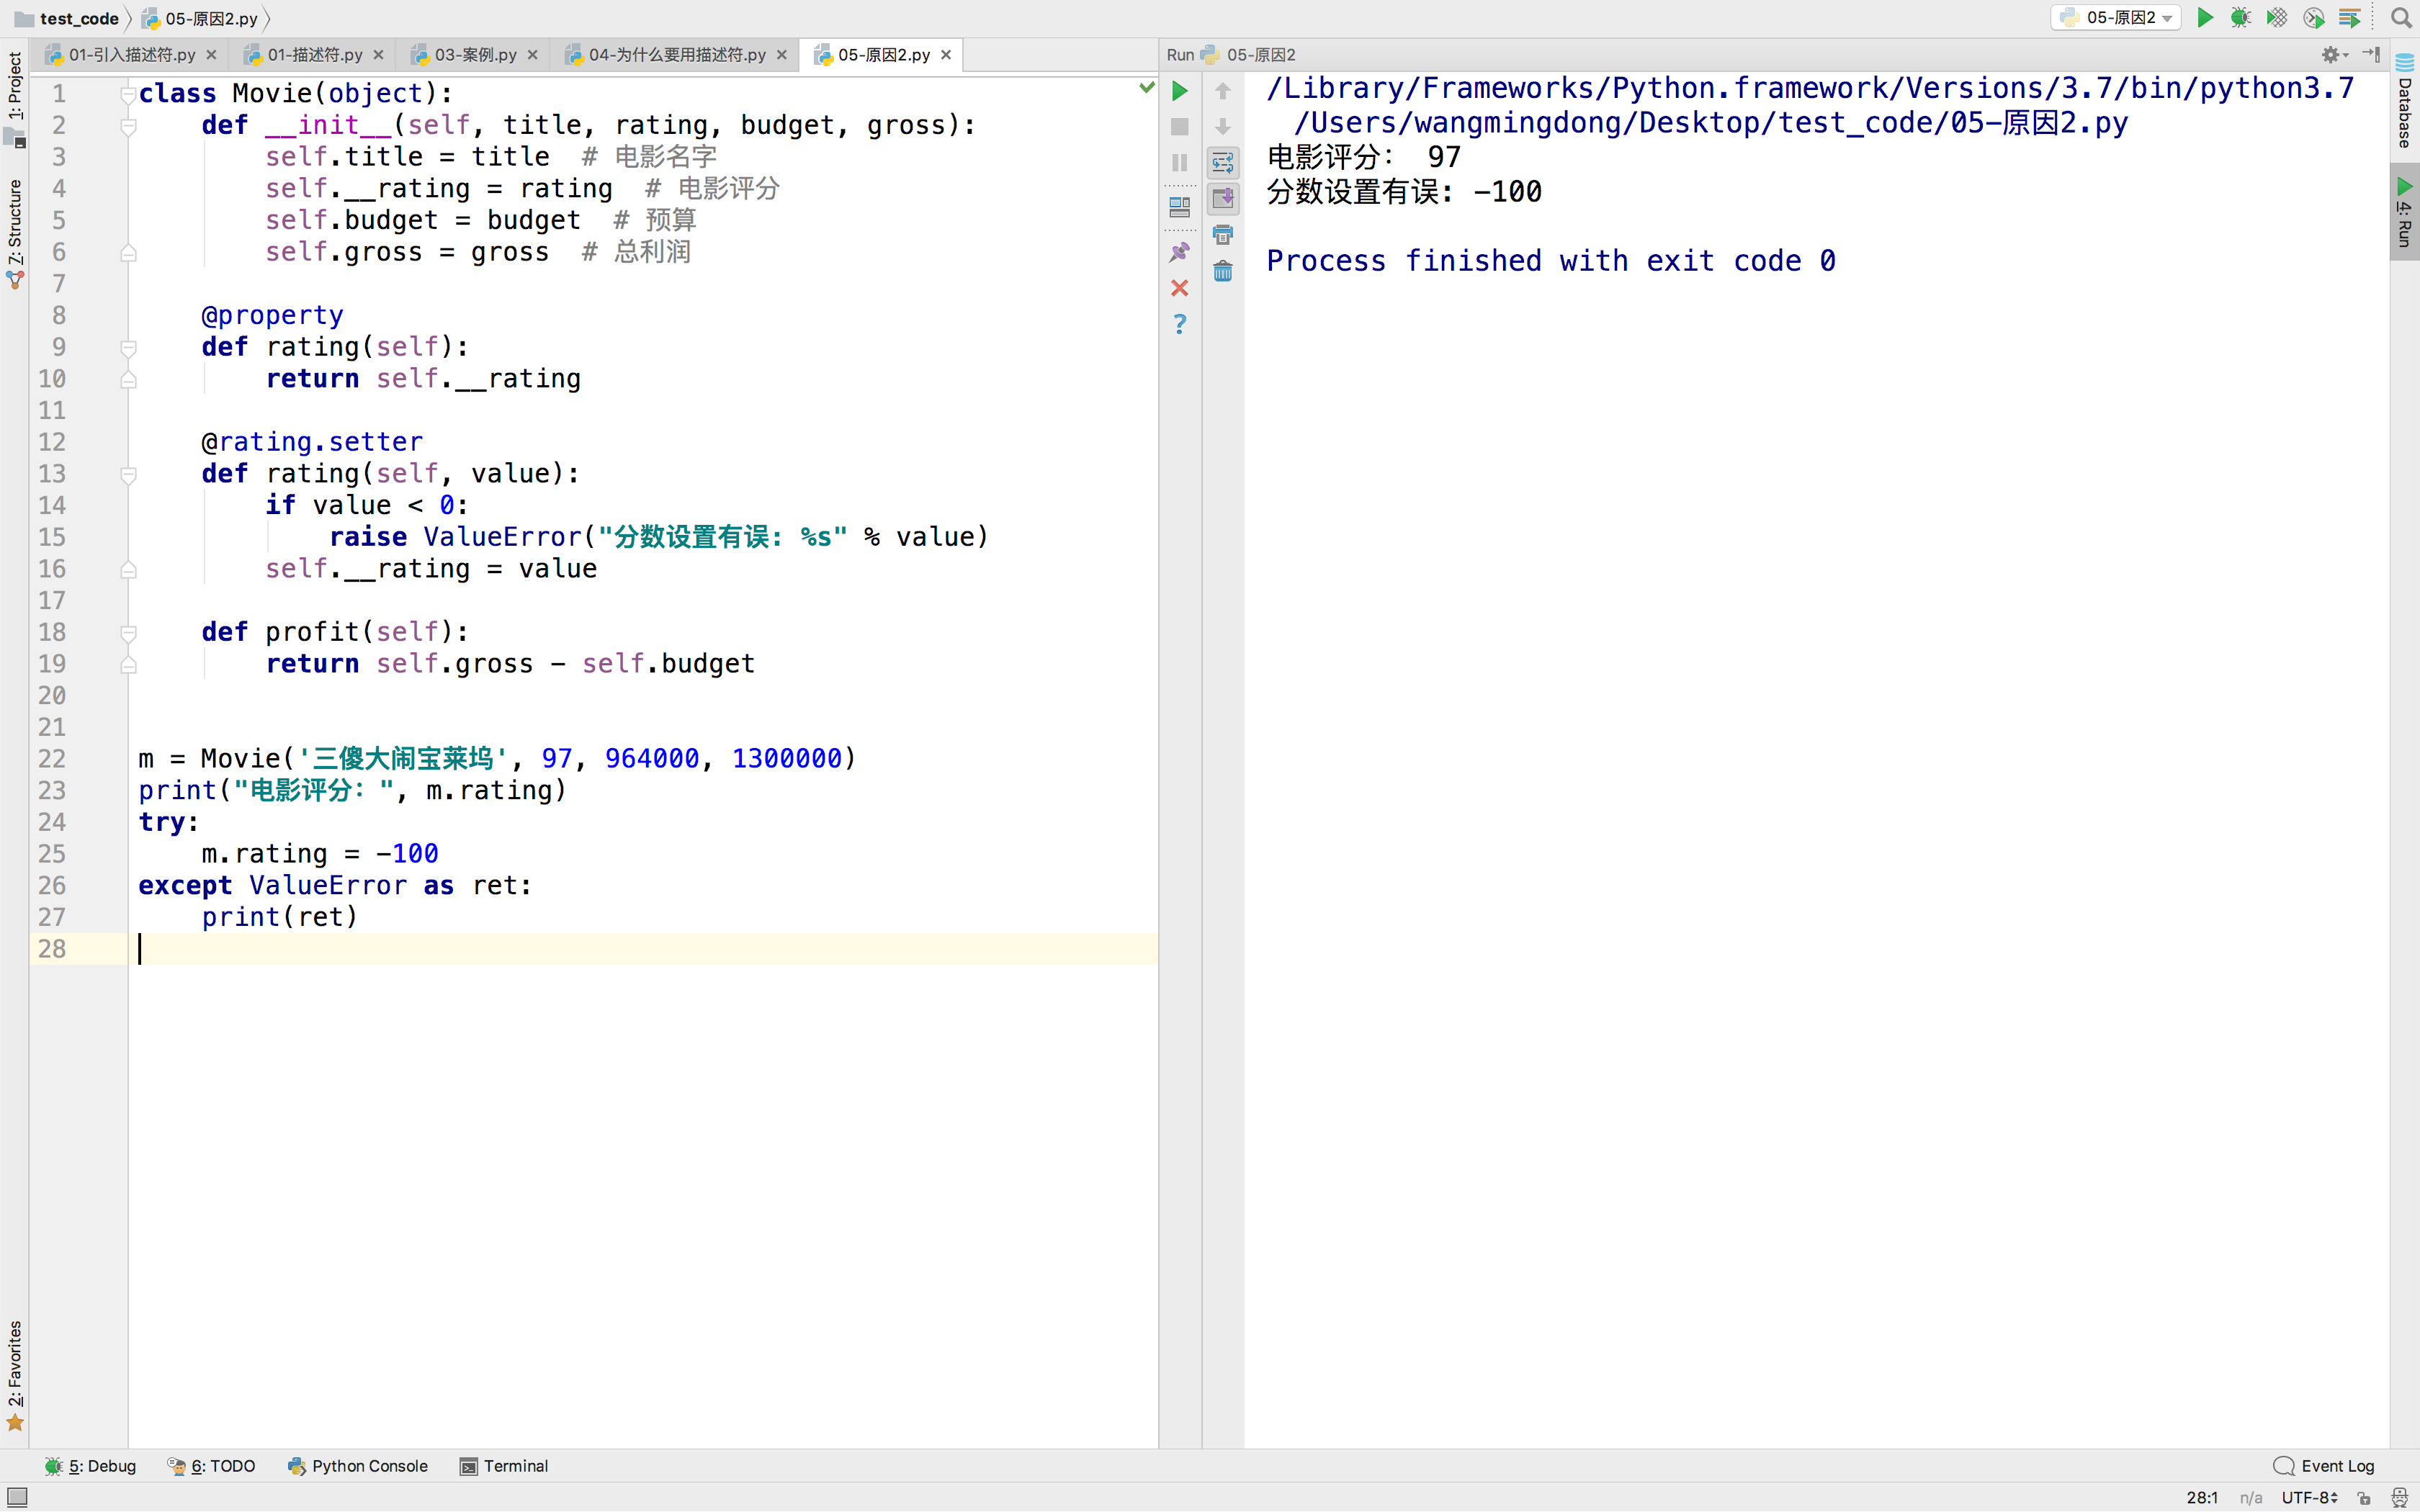 test_code 05-原因2.py 05-原因2
01-引入描述符.py 01-描述符.py 03-案例.py 04-为什么要用描述符.py 05-原因2.py
1: Project
7: Structure
2: Favorites
1 class Movie(object):
2     def __init__(self, title, rating, budget, gross):
3         self.title = title  # 电影名字
4         self.__rating = rating  # 电影评分
5         self.budget = budget  # 预算
6         self.gross = gross  # 总利润
7
8     @property
9     def rating(self):
10         return self.__rating
11
12     @rating.setter
13     def rating(self, value):
14         if value < 0:
15             raise ValueError("分数设置有误: %s" % value)
16         self.__rating = value
17
18     def profit(self):
19         return self.gross - self.budget
20
21
22 m = Movie('三傻大闹宝莱坞', 97, 964000, 1300000)
23 print("电影评分：", m.rating)
24 try:
25     m.rating = -100
26 except ValueError as ret:
27     print(ret)
28
Run 05-原因2
/Library/Frameworks/Python.framework/Versions/3.7/bin/python3.7
/Users/wangmingdong/Desktop/test_code/05-原因2.py
电影评分： 97
分数设置有误: -100
Process finished with exit code 0
?
Database
4: Run
5: Debug 6: TODO Python Console Terminal Event Log
28:1 n/a UTF-8